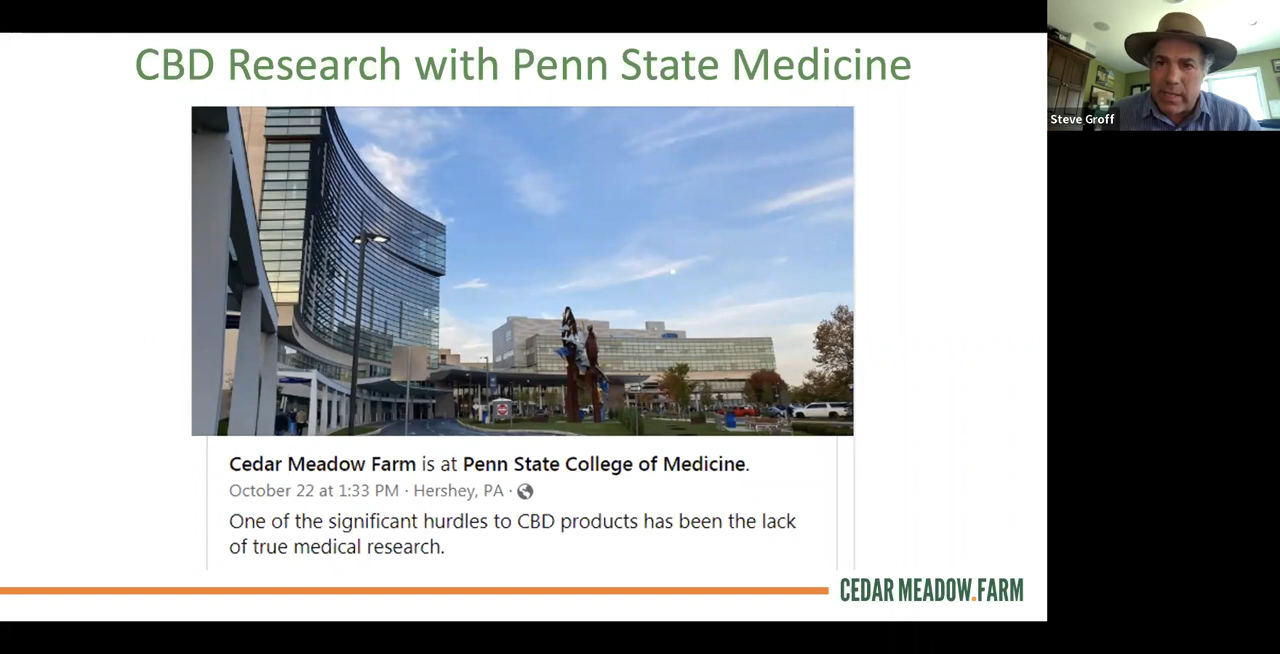 CBD Research with Penn State Medicine
Steve Groff
Cedar Meadow Farm is at Penn State College of Medicine.
October 22 at 1:33 PM · Hershey, PA ·
One of the significant hurdles to CBD products has been the lack
of true medical research.
CEDAR MEADOW.FARM